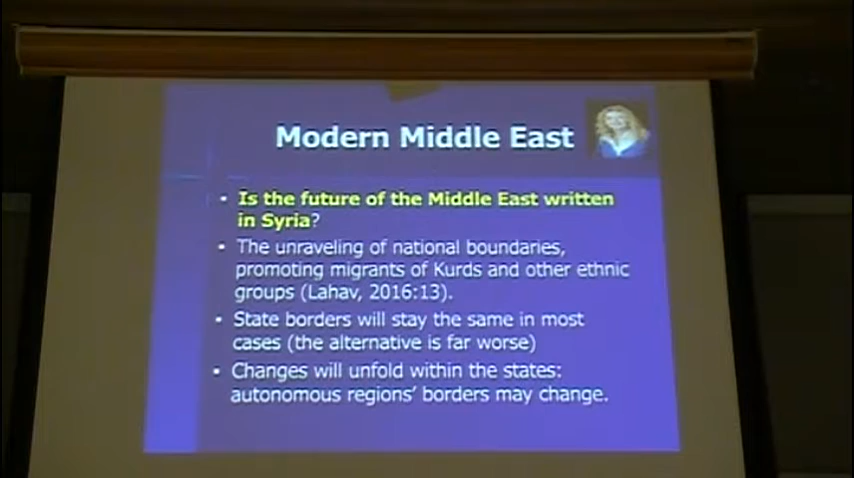 Modern Middle East
• Is the future of the Middle East written
in Syria?
• The unraveling of national boundaries,
promoting migrants of Kurds and other ethnic
groups (Lahav, 2016:13).
• State borders will stay the same in most
cases (the alternative is far worse)
• Changes will unfold within the states:
autonomous regions' borders may change.